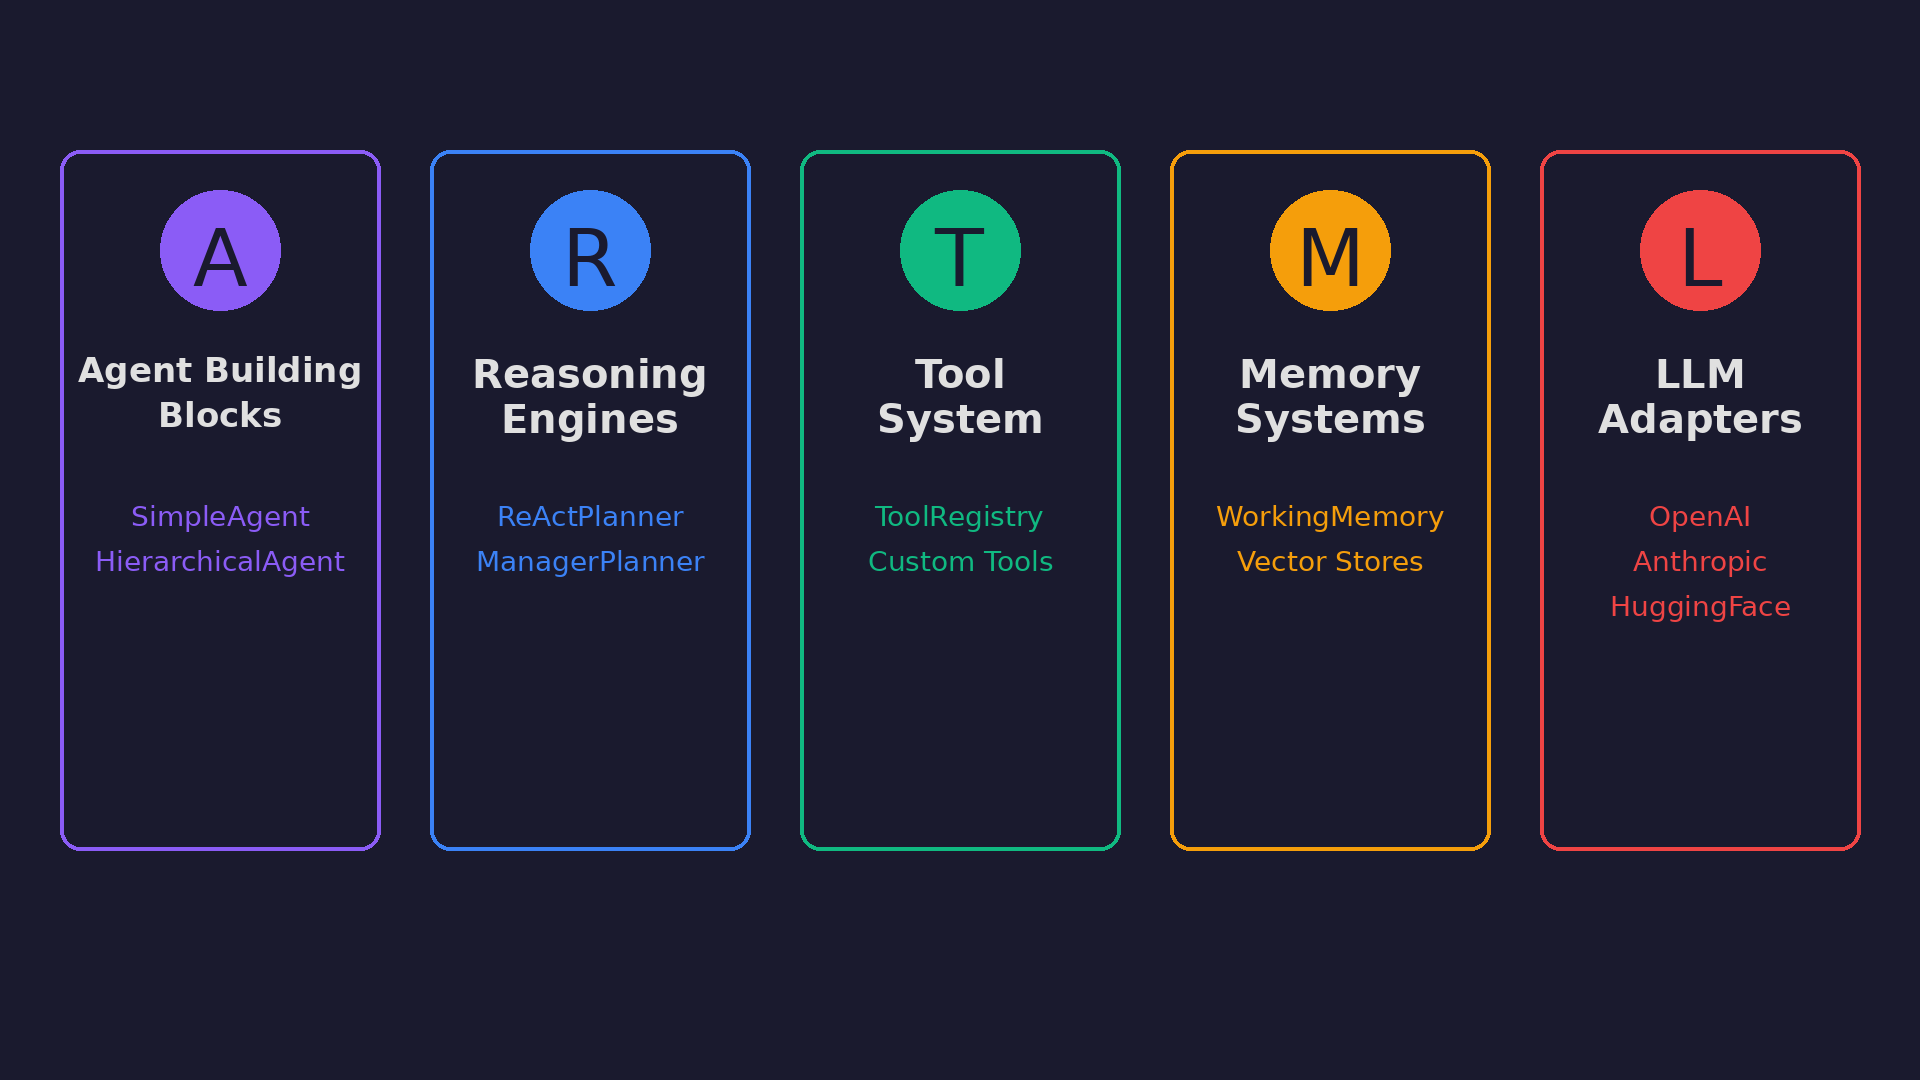 A
Agent Building
Blocks
SimpleAgent
HierarchicalAgent
R
Reasoning
Engines
ReActPlanner
ManagerPlanner
T
Tool
System
ToolRegistry
Custom Tools
M
Memory
Systems
WorkingMemory
Vector Stores
L
LLM
Adapters
OpenAI
Anthropic
HuggingFace